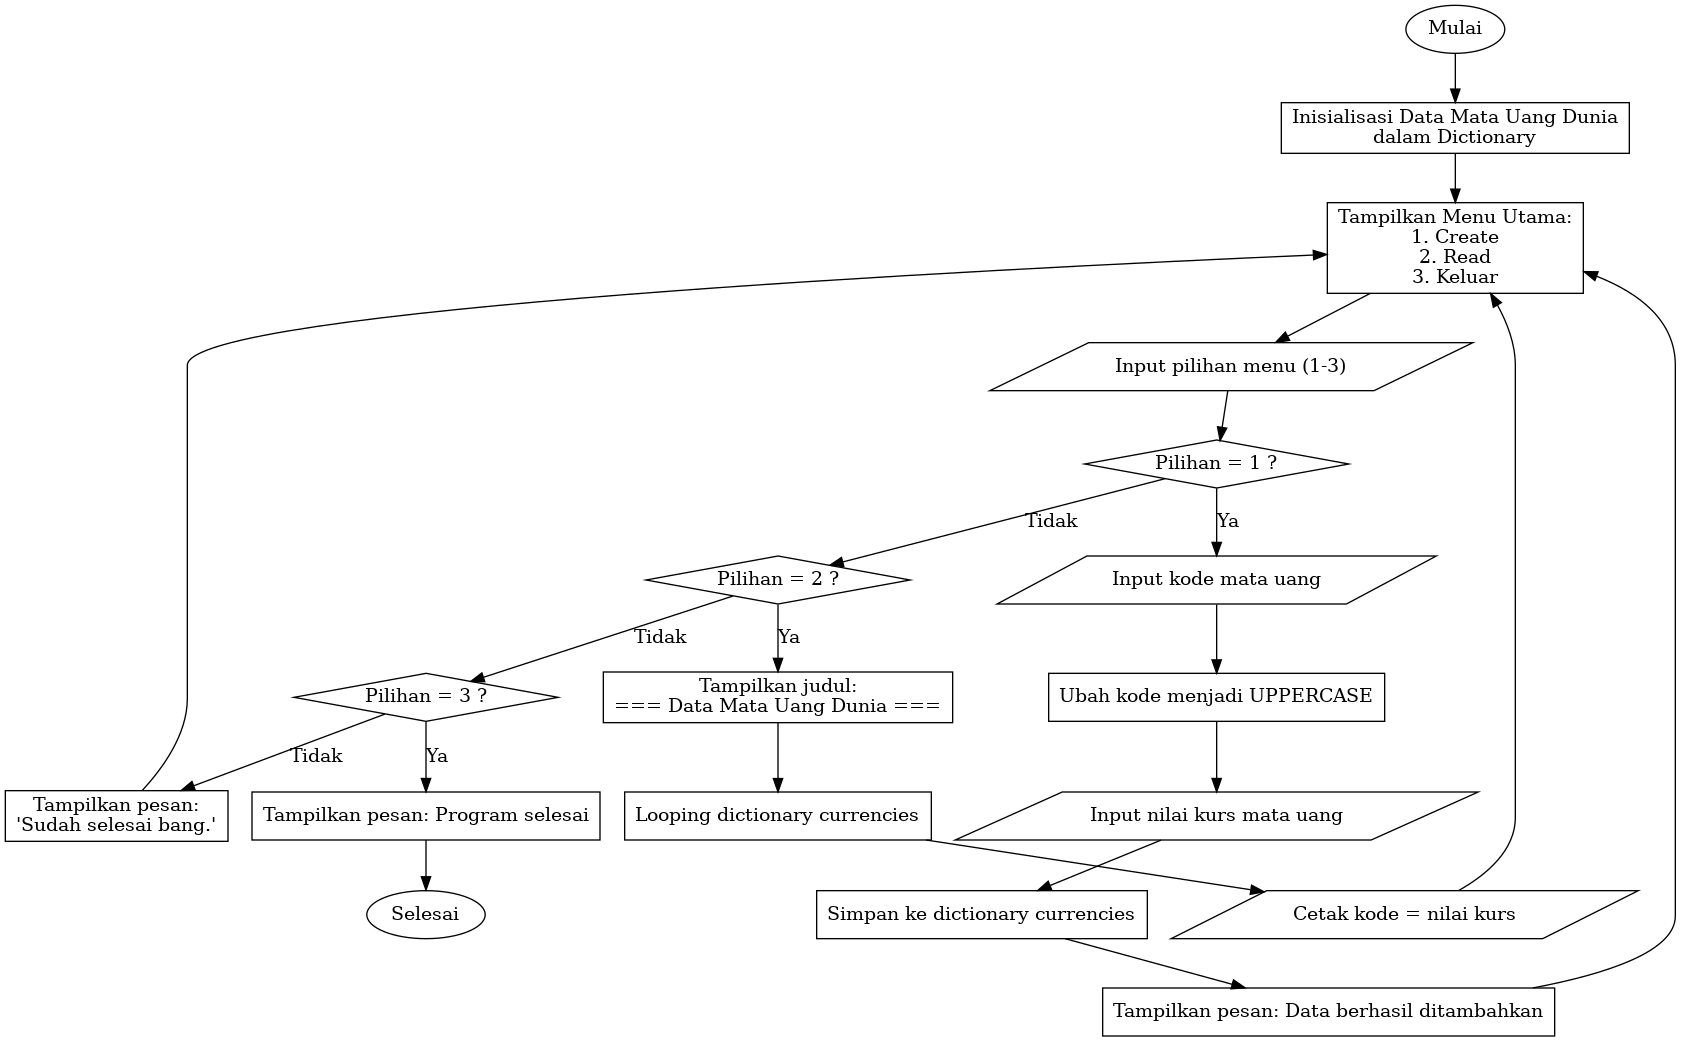 Mulai
Inisialisasi Data Mata Uang Dunia
dalam Dictionary
Tampilkan Menu Utama:
1. Create
2. Read
3. Keluar
Input pilihan menu (1-3)
Pilihan = 1 ?
Tidak
Ya
Pilihan = 2 ?
Input kode mata uang
Tidak
Ya
Pilihan = 3 ?
Tampilkan judul:
=== Data Mata Uang Dunia ===
Ubah kode menjadi UPPERCASE
Tidak
Ya
Tampilkan pesan:
'Sudah selesai bang.'
Tampilkan pesan: Program selesai
Looping dictionary currencies
Input nilai kurs mata uang
Selesai
Simpan ke dictionary currencies
Cetak kode = nilai kurs
Tampilkan pesan: Data berhasil ditambahkan